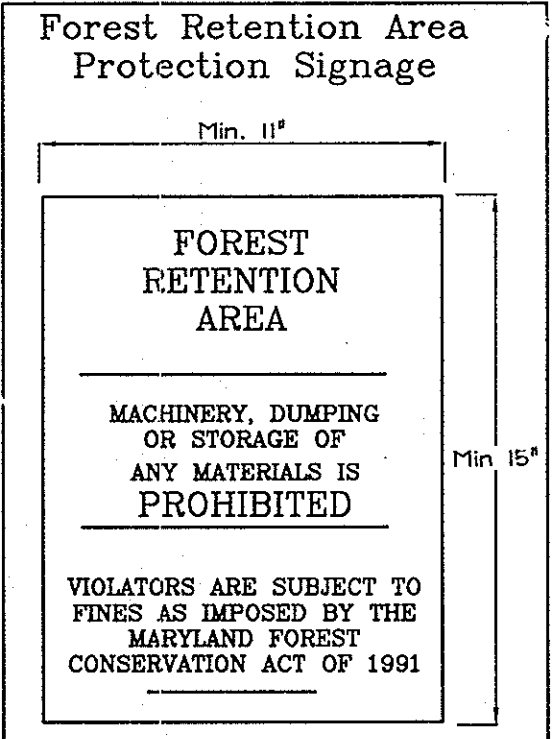 Forest Retention Area
Protection Signage
Min. 11"
FOREST
RETENTION
AREA
MACHINERY, DUMPING
OR STORAGE OF
ANY MATERIALS IS
PROHIBITED
Min 15"
VIOLATORS ARE SUBJECT TO
FINES AS IMPOSED BY THE
MARYLAND FOREST
CONSERVATION ACT OF 1991